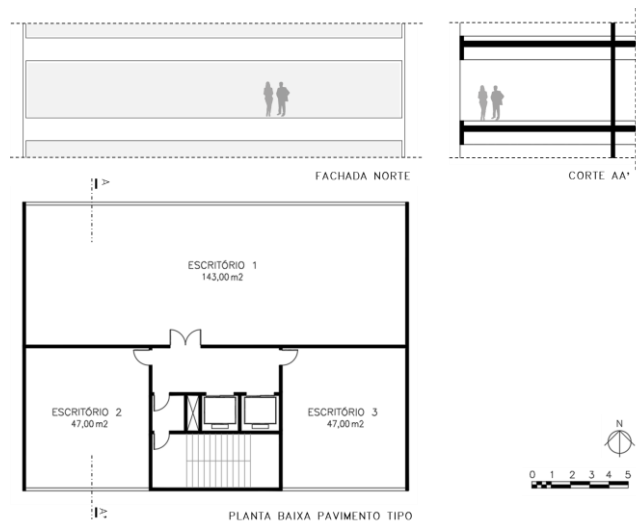 FACHADA NORTE
CORTE AA'
A
ESCRITÓRIO 1
143,00 m2
ESCRITÓRIO 2
47,00 m2
ESCRITÓRIO 3
47,00 m2
N
0 1 2 3 4 5
A'
PLANTA BAIXA PAVIMENTO TIPO